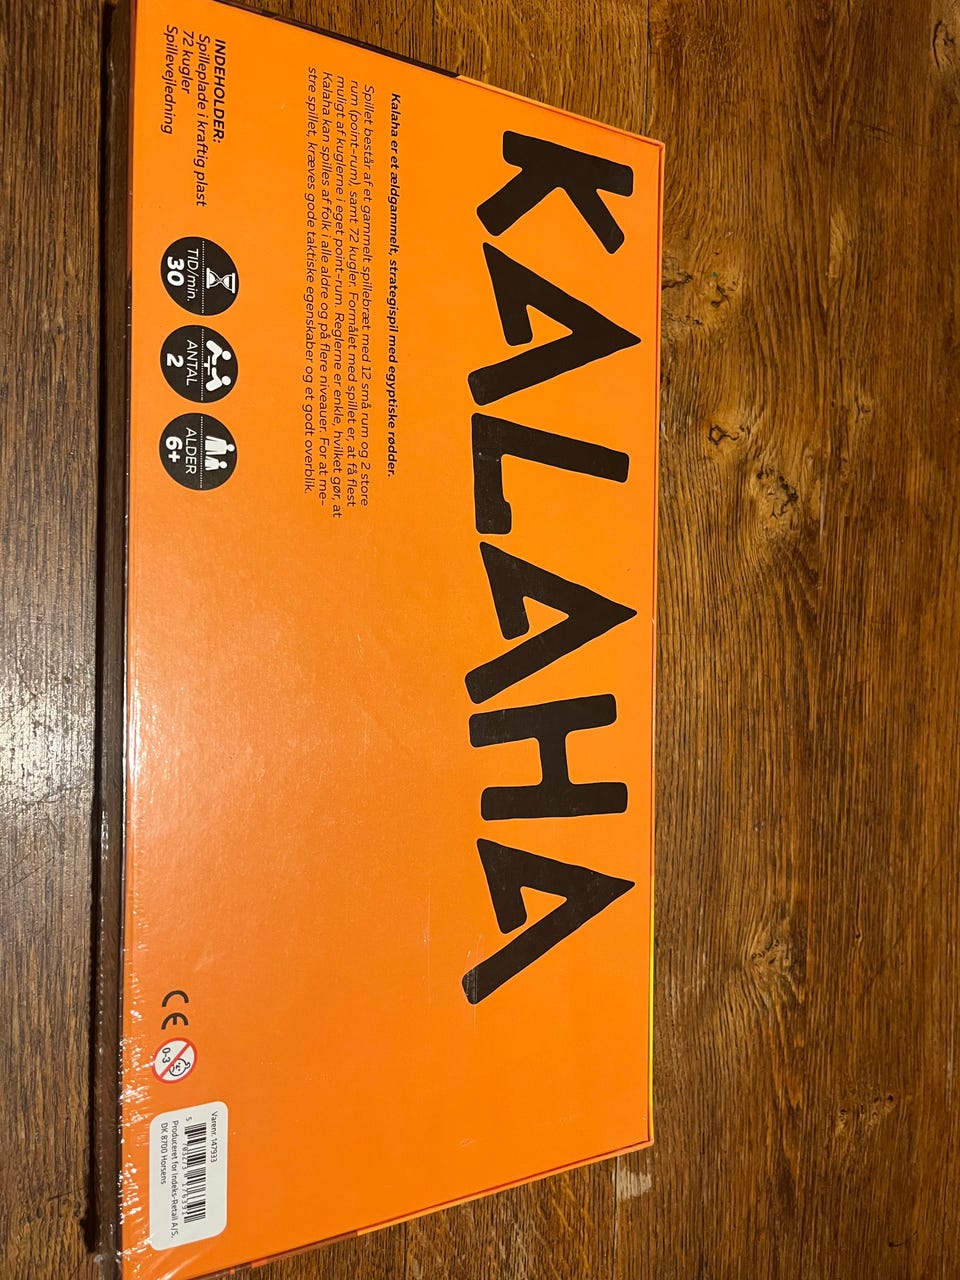 KALAHA
Kalaha er et ældgammelt, strategispil med egyptiske rødder.
Spillet består af et gammelt spillebræt med 12 små rum og 2 store
rum (point-rum), samt 72 kugler. Formålet med spillet er, at få flest
muligt af kuglerne i eget point-rum. Reglerne er enkle, hvilket gør, at
Kalaha kan spilles af folk i alle aldre og på flere niveauer. For at me-
stre spillet, kræves gode taktiske egenskaber og et godt overblik.
INDEHOLDER:
Spilleplade i kraftig plast
72 kugler
Spillevejledning
TID/min.
30
ANTAL
2
ALDER
6+
CE
0-3
Varenr. 147933
Produceret for Indeks-Retail A/S,
DK 8700 Horsens